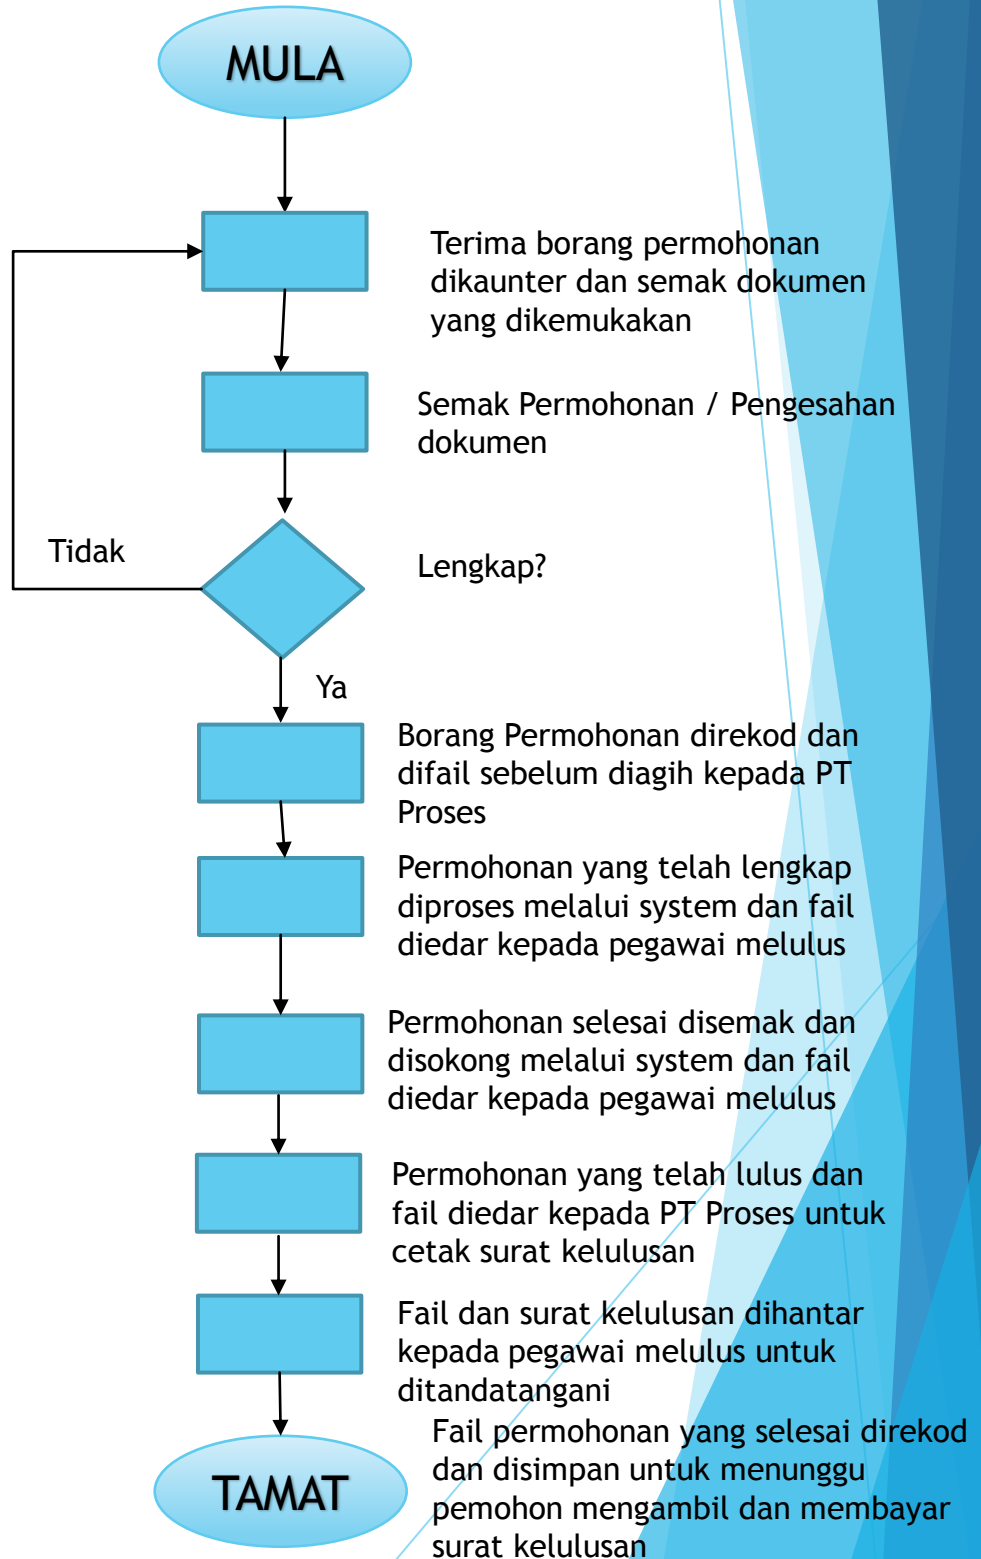 MULA
Terima borang permohonan
dikaunter dan semak dokumen
yang dikemukakan
Semak Permohonan / Pengesahan
dokumen
Tidak
Lengkap?
Ya
Borang Permohonan direkod dan
difail sebelum diagih kepada PT
Proses
Permohonan yang telah lengkap
diproses melalui system dan fail
diedar kepada pegawai melulus
Permohonan selesai disemak dan
disokong melalui system dan fail
diedar kepada pegawai melulus
Permohonan yang telah lulus dan
fail diedar kepada PT Proses untuk
cetak surat kelulusan
Fail dan surat kelulusan dihantar
kepada pegawai melulus untuk
ditandatangani
TAMAT
Fail permohonan yang selesai direkod
dan disimpan untuk menunggu
pemohon mengambil dan membayar
surat kelulusan